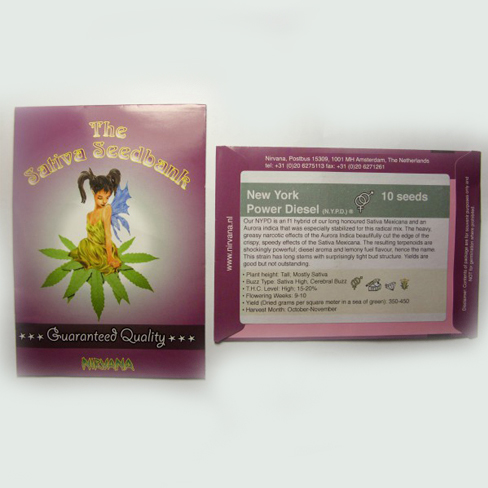 The
Sativa Seedbank
Guaranteed Quality
NIRVANA
Nirvana, Postbus 15309, 1001 MH Amsterdam, The Netherlands
tel: +31 (0)20 6275113 fax: +31 (0)20 6271261
www.nirvana.nl
New York
Power Diesel (N.Y.P.D.) ®
10 seeds
Our NYPD is an f1 hybrid of our long honoured Sativa Mexicana and an
Aurora indica that was especially stabilized for this radical mix. The heavy,
greasy narcotic effects of the Aurora Indica beautifully cut the edge of the
crispy, speedy effects of the Sativa Mexicana. The resulting terpenoids are
shockingly powerful; diesel aroma and lemony fuel flavour, hence the name.
This strain has long stems with surprisingly tight bud structure. Yields are
good but not outstanding.
• Plant height: Tall, Mostly Sativa
• Buzz Type: Sativa High, Cerebral Buzz
• T.H.C. Level: High; 15-20%
• Flowering Weeks: 9-10
• Yield (Dried grams per square meter in a sea of green): 350-450
• Harvest Month: October-November